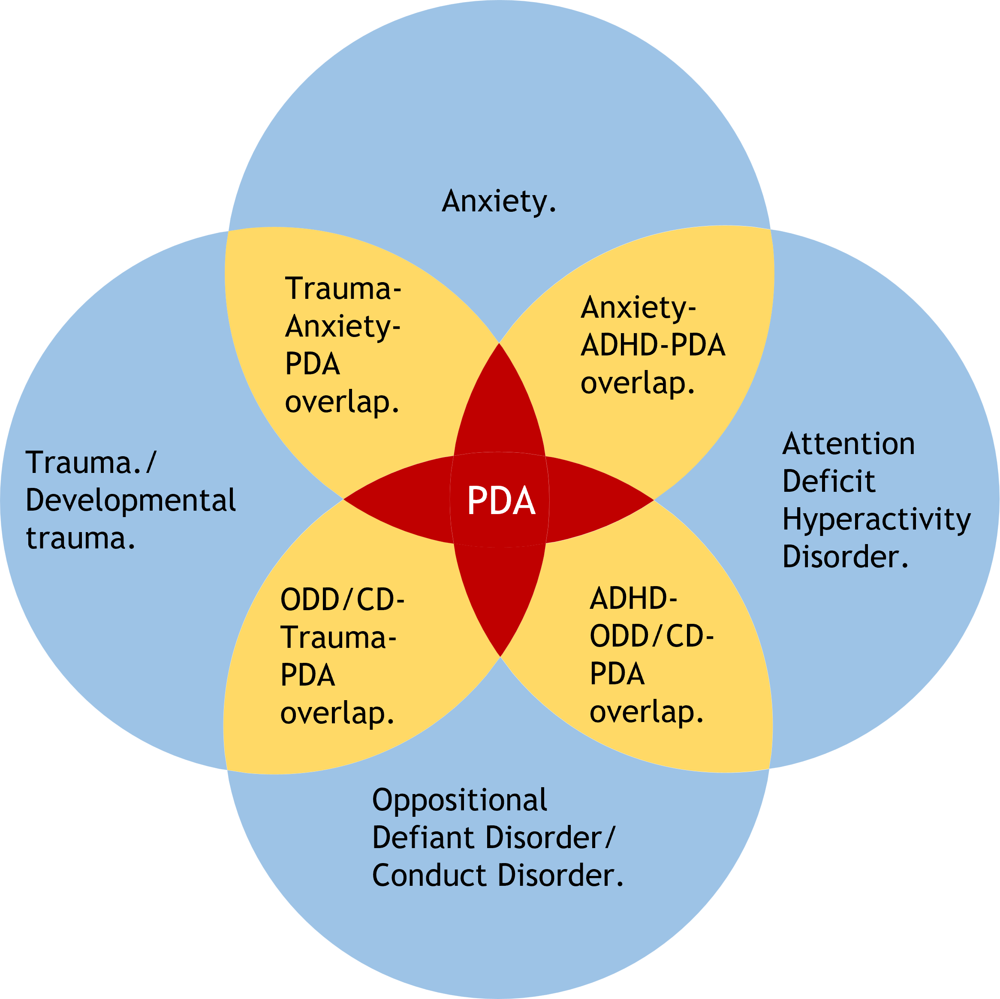 Anxiety.
Trauma-
Anxiety-
PDA
overlap.
Anxiety-
ADHD-PDA
overlap.
Trauma./
Developmental
trauma.
PDA
Attention
Deficit
Hyperactivity
Disorder.
ODD/CD-
Trauma-
PDA
overlap.
ADHD-
ODD/CD-
PDA
overlap.
Oppositional
Defiant Disorder/
Conduct Disorder.